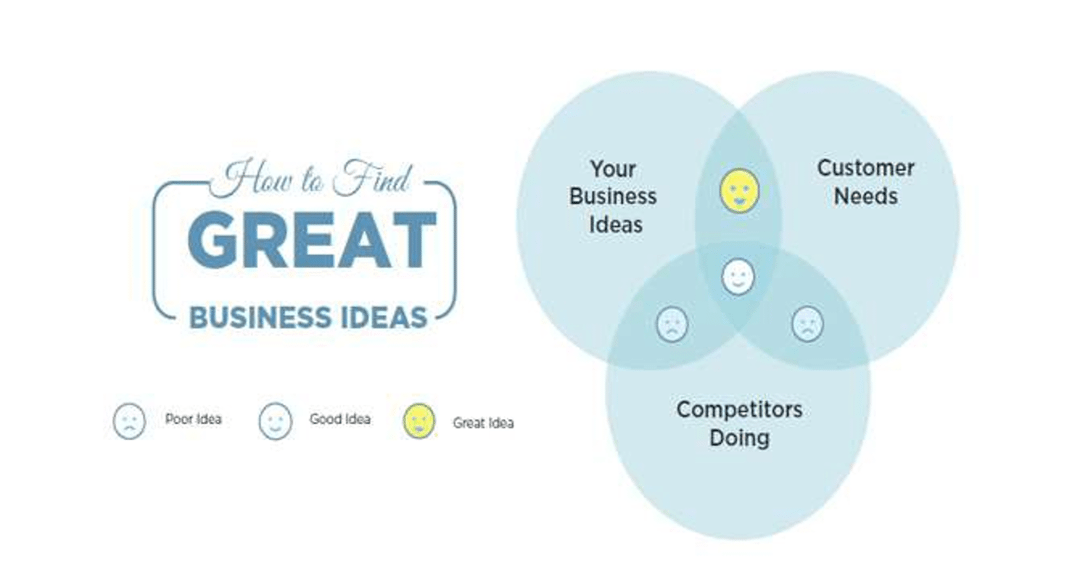 How to Find
GREAT
BUSINESS IDEAS
Poor Idea
Good Idea
Great Idea
Your
Business
Ideas
Customer
Needs
Competitors
Doing